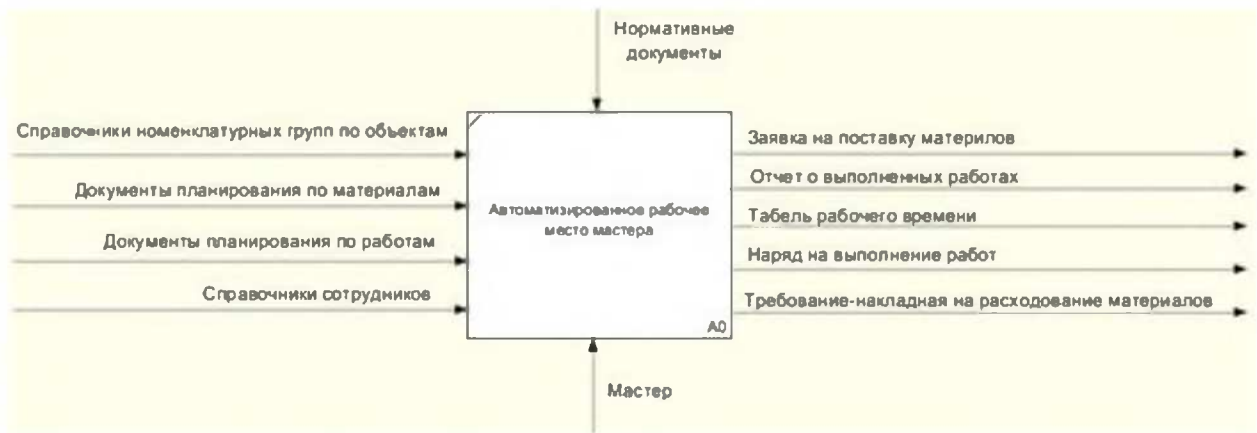 Нормативные
документы
Справочники номенклатурных групп по объектам
Документы планирования по материалам
Документы планирования по работам
Справочники сотрудников
Автоматизированное рабочее
место мастера
A0
Заявка на поставку материлов
Отчет о выполненных работах
Табель рабочего времени
Наряд на выполнение работ
Требование-накладная на расходование материалов
Мастер